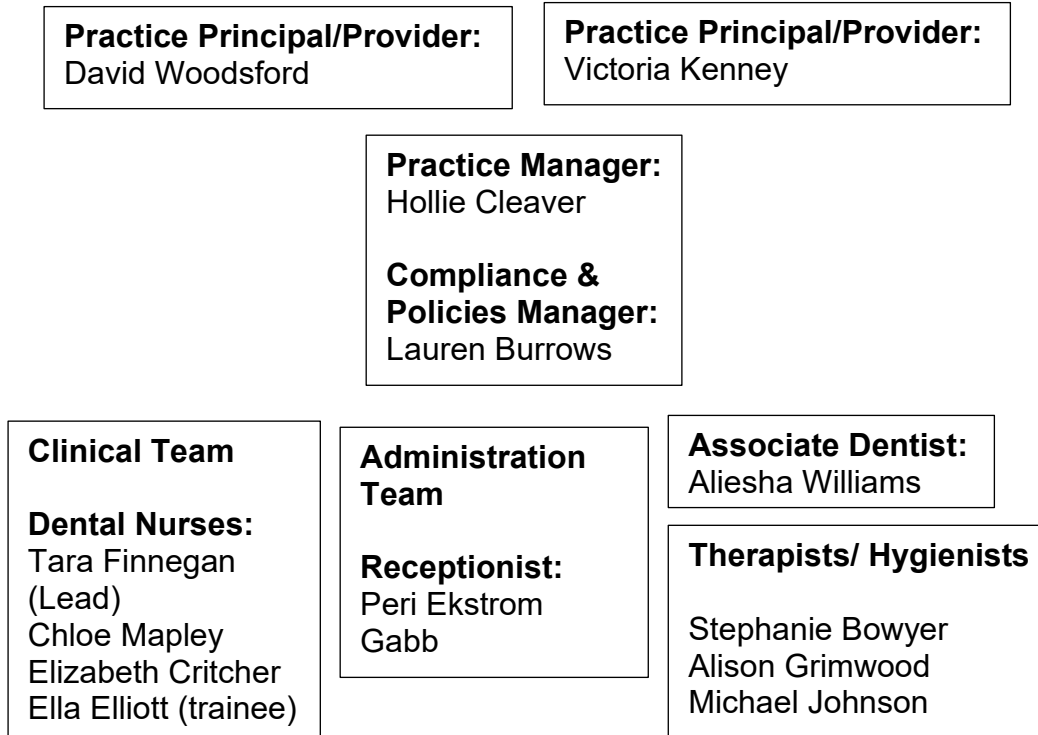 Practice Principal/Provider:
David Woodsford
Practice Principal/Provider:
Victoria Kenney
Practice Manager:
Hollie Cleaver
Compliance &
Policies Manager:
Lauren Burrows
Clinical Team
Dental Nurses:
Tara Finnegan
(Lead)
Chloe Mapley
Elizabeth Critcher
Ella Elliott (trainee)
Administration
Team
Receptionist:
Peri Ekstrom
Gabb
Associate Dentist:
Aliesha Williams
Therapists/ Hygienists
Stephanie Bowyer
Alison Grimwood
Michael Johnson